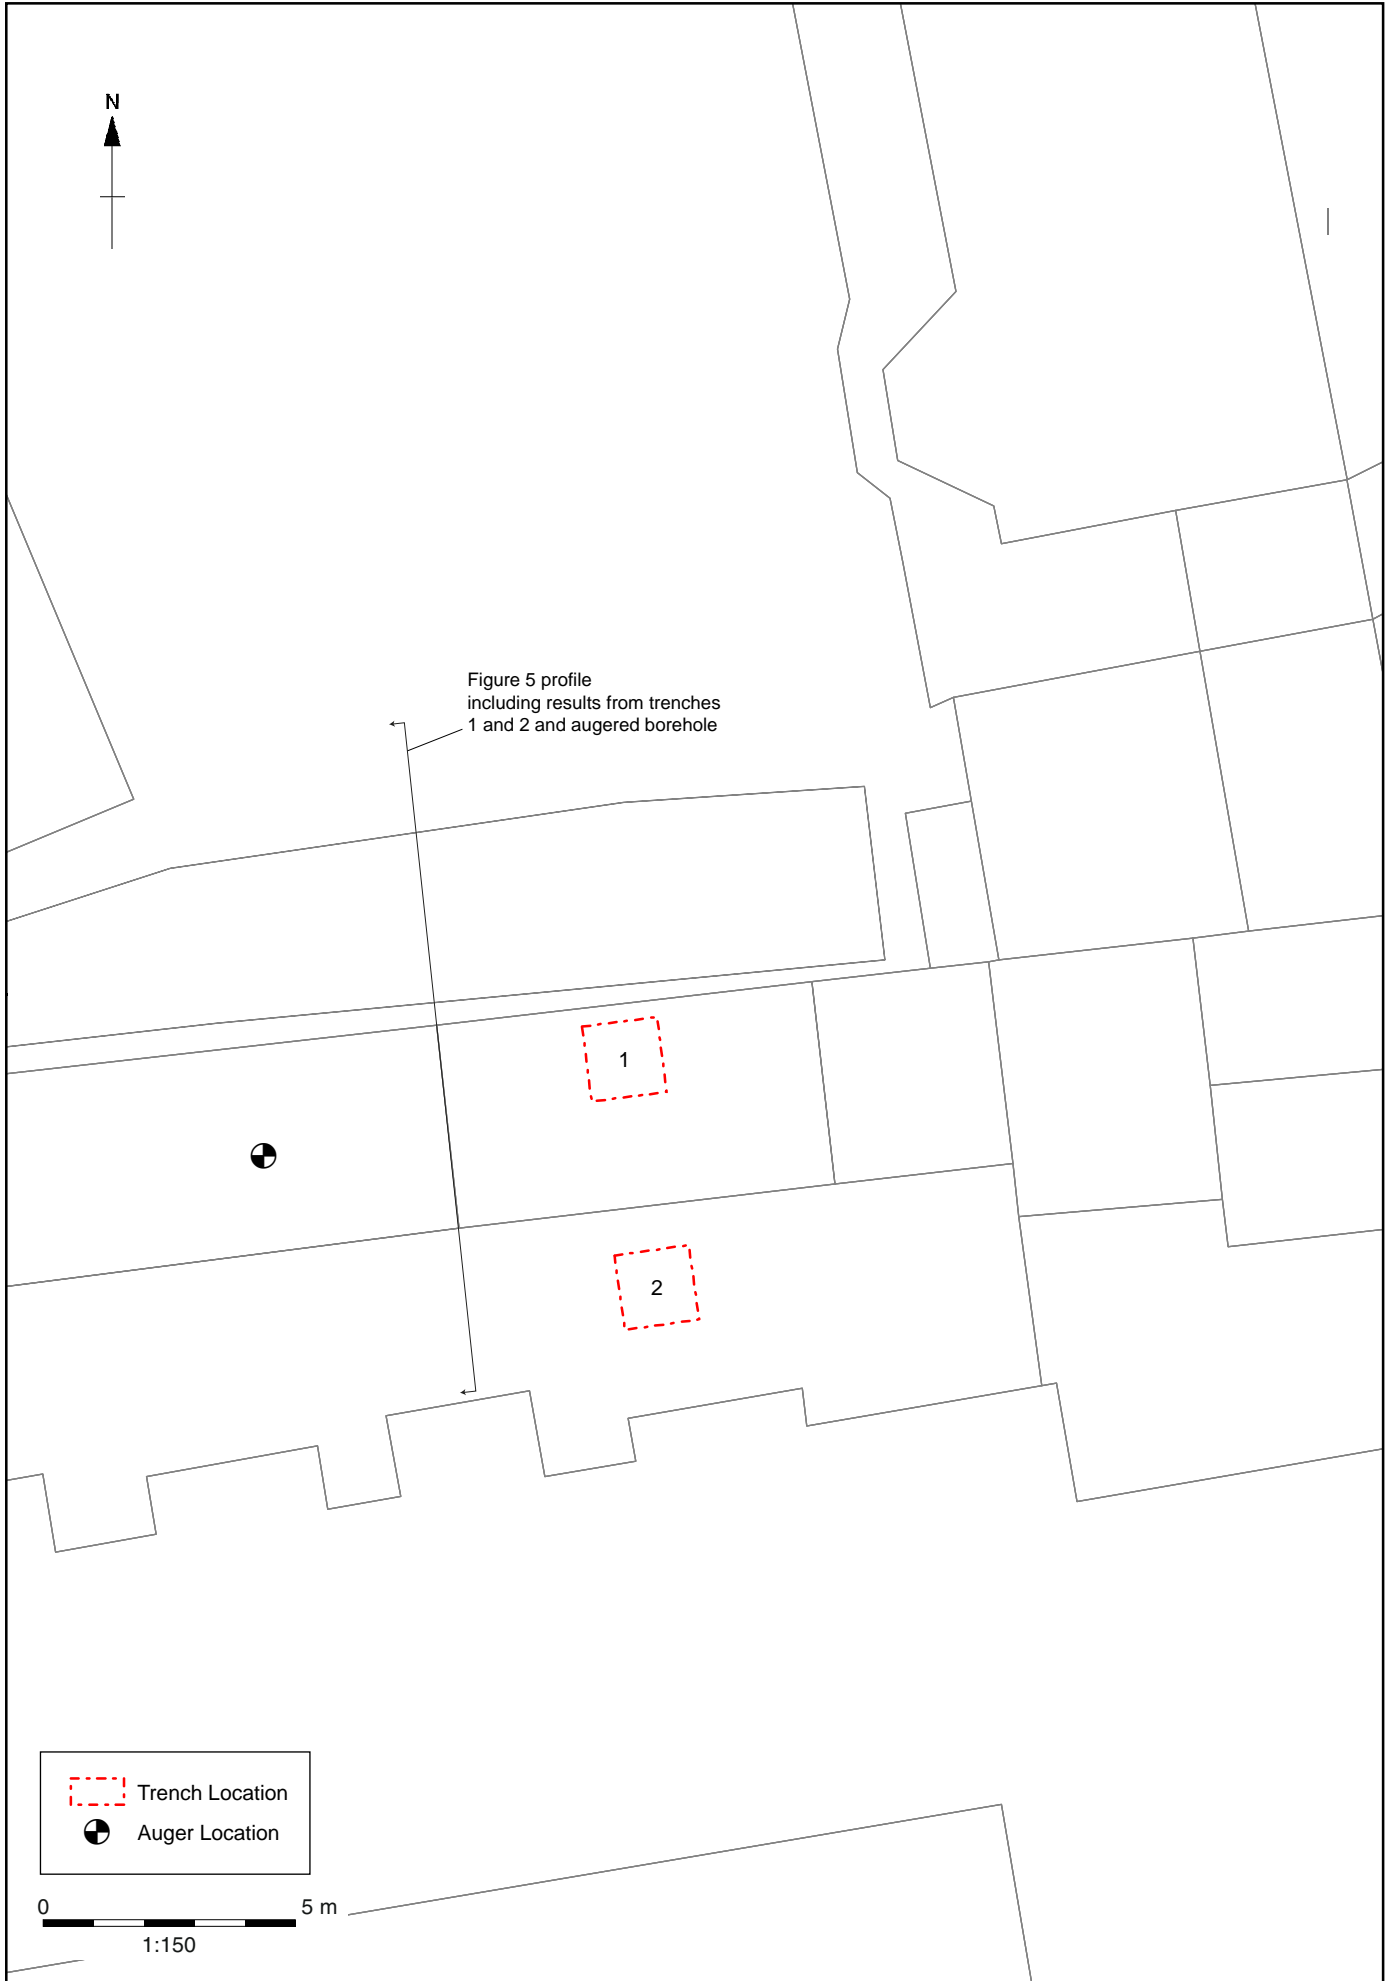 N
Figure 5 profile
including results from trenches
1 and 2 and augered borehole
1
2
Trench Location
Auger Location
0 5 m
1:150